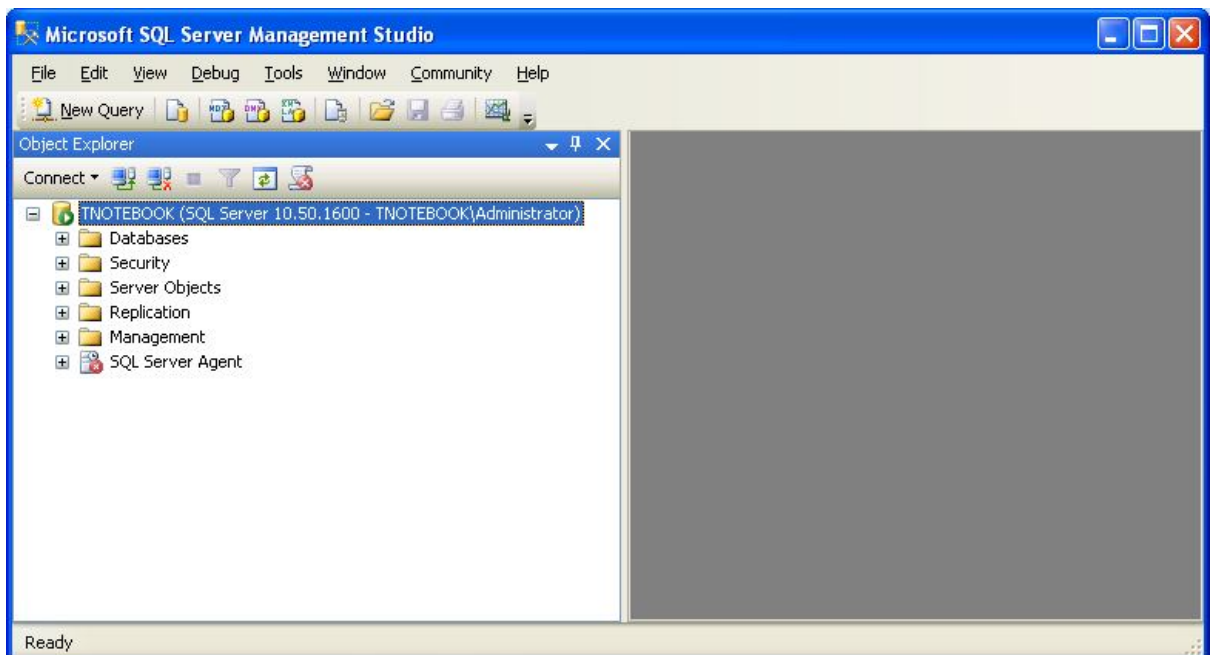 Microsoft SQL Server Management Studio
File Edit View Debug Tools Window Community Help
New Query
Object Explorer
Connect
TNOTEBOOK (SQL Server 10.50.1600 - TNOTEBOOK\Administrator)
Databases
Security
Server Objects
Replication
Management
SQL Server Agent
Ready